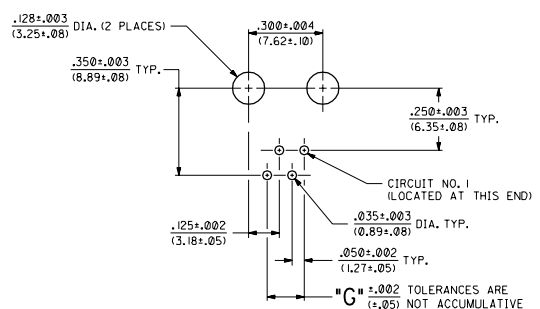 .128±.003 DIA. (2 PLACES)
(3.25±.08)
.300±.004
(7.62±.10)
.350±.003 TYP.
(8.89±.08)
.250±.003 TYP.
(6.35±.08)
CIRCUIT NO. 1
(LOCATED AT THIS END)
.125±.002
(3.18±.05)
.035±.003 DIA. TYP.
(0.89±.08)
.050±.002 TYP.
(1.27±.05)
"G" ±.002 TOLERANCES ARE
(±.05) NOT ACCUMULATIVE